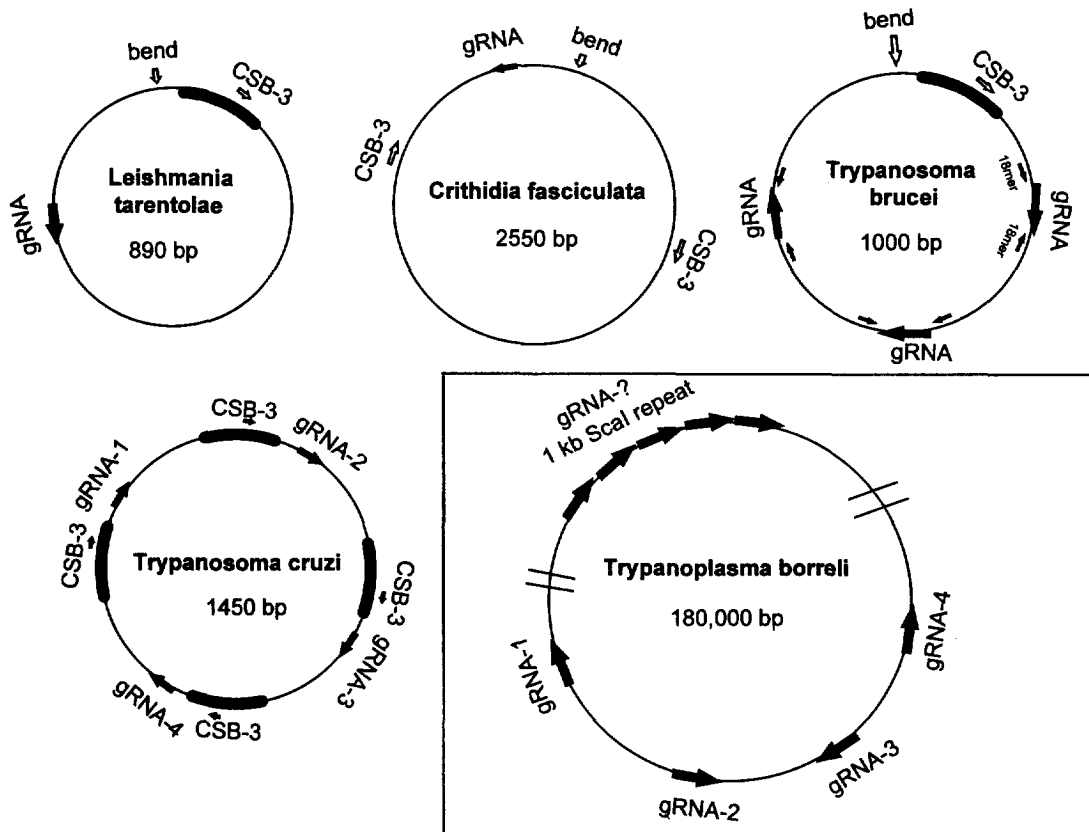 bend
CSB-3
Leishmania
tarentolae
890 bp
gRNA
gRNA
bend
CSB-3
Crithidia fasciculata
2550 bp
CSB-3
bend
CSB-3
Trypanosoma
brucei
1000 bp
18mer
gRNA
18mer
gRNA
gRNA
CSB-3
gRNA-2
gRNA-1
CSB-3
Trypanosoma cruzi
1450 bp
CSB-3
gRNA-3
gRNA-4
CSB-3
gRNA-?
1 kb ScaI repeat
Trypanoplasma borreli
180,000 bp
gRNA-4
gRNA-1
gRNA-3
gRNA-2